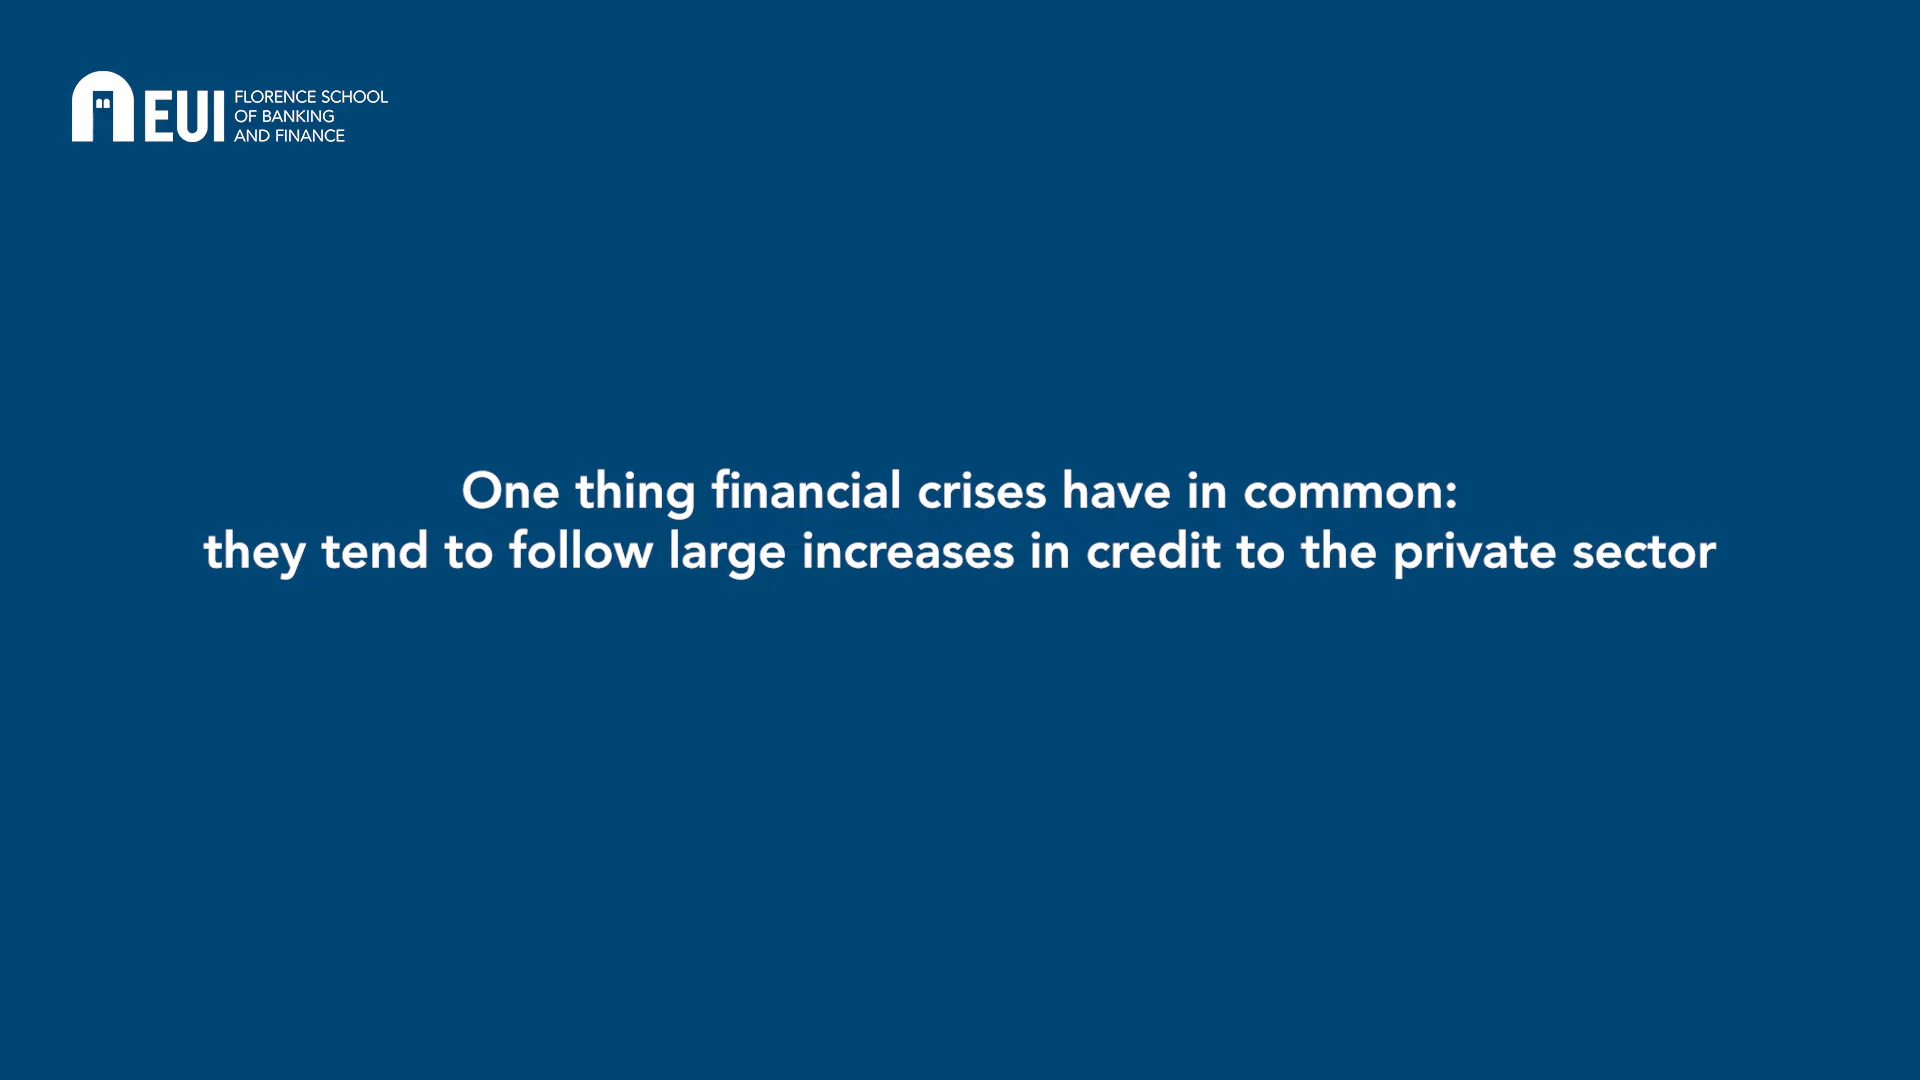 EUI
FLORENCE SCHOOL
OF BANKING
AND FINANCE
One thing financial crises have in common:
they tend to follow large increases in credit to the private sector